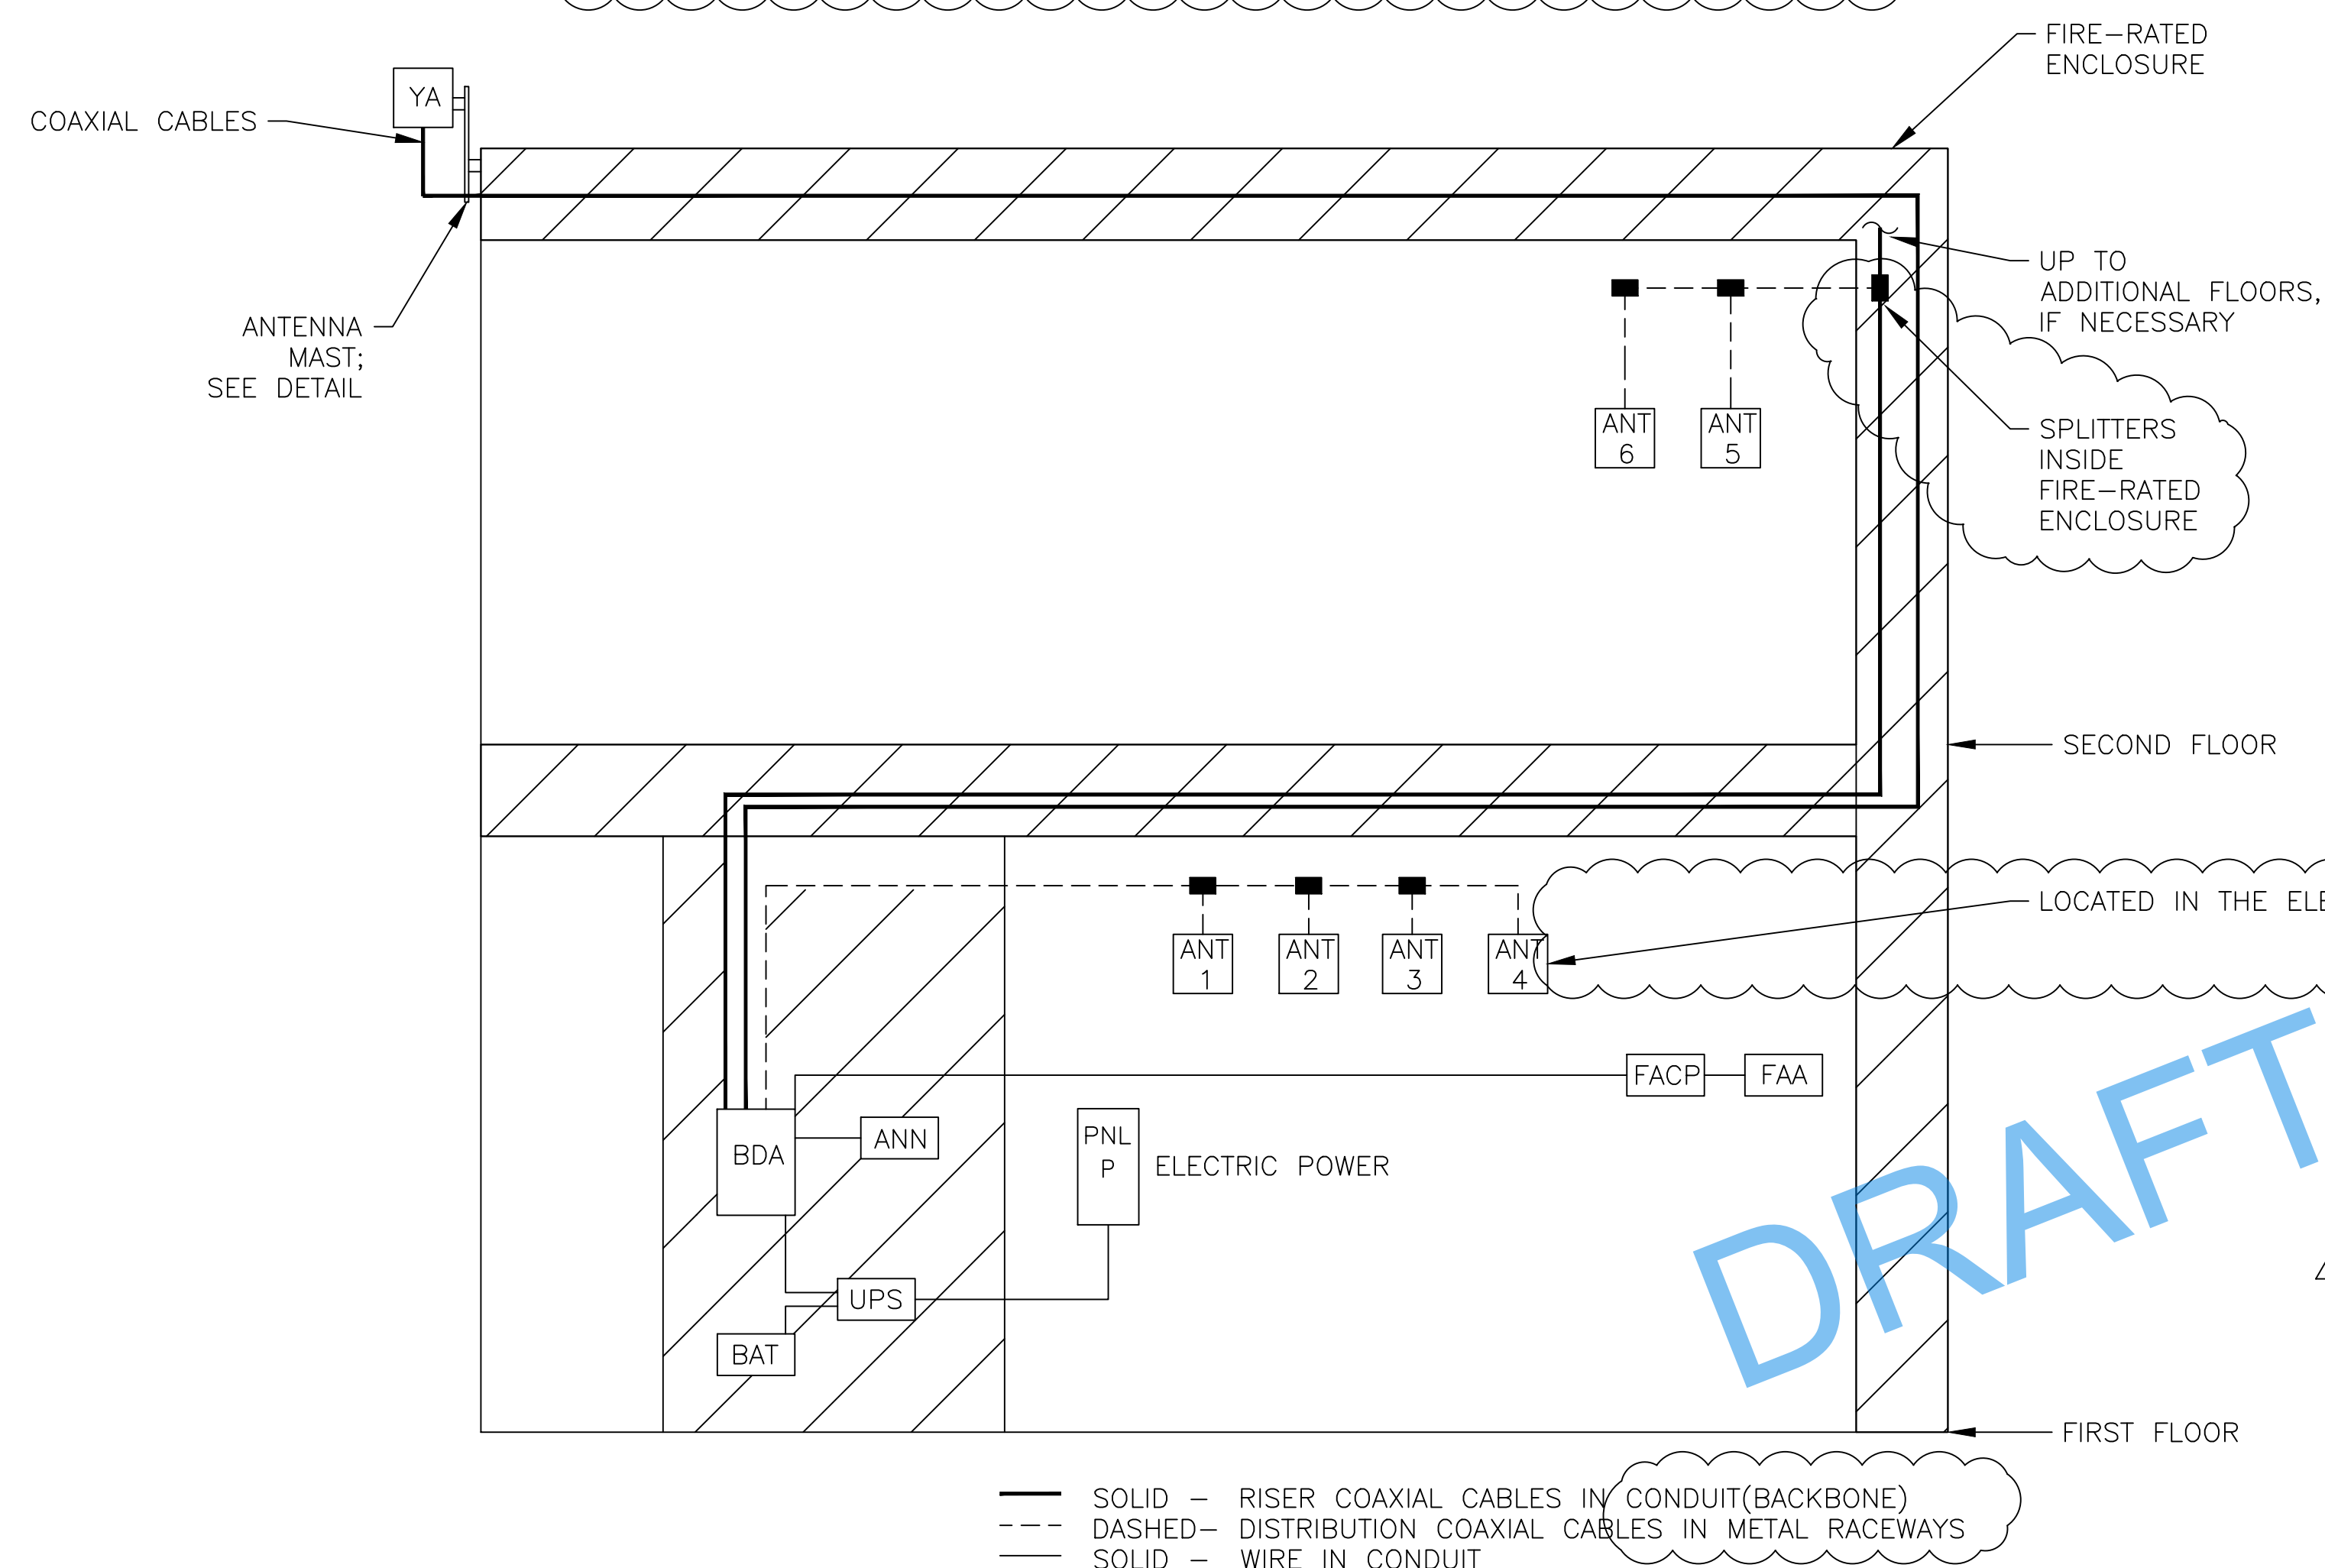 FIRE-RATED
ENCLOSURE
YA
COAXIAL CABLES
UP TO
ADDITIONAL FLOORS,
IF NECESSARY
ANTENNA
MAST;
SEE DETAIL
ANT
6
ANT
5
SPLITTERS
INSIDE
FIRE-RATED
ENCLOSURE
SECOND FLOOR
LOCATED IN THE
ANT
1
ANT
2
ANT
3
ANT
4
FACP
FAA
BDA
ANN
PNL
P
ELECTRIC POWER
UPS
BAT
DRAFT
FIRST FLOOR
SOLID - RISER COAXIAL CABLES IN CONDUIT(BACKBONE)
DASHED- DISTRIBUTION COAXIAL CABLES IN METAL RACEWAYS
SOLID - WIRE IN CONDUIT